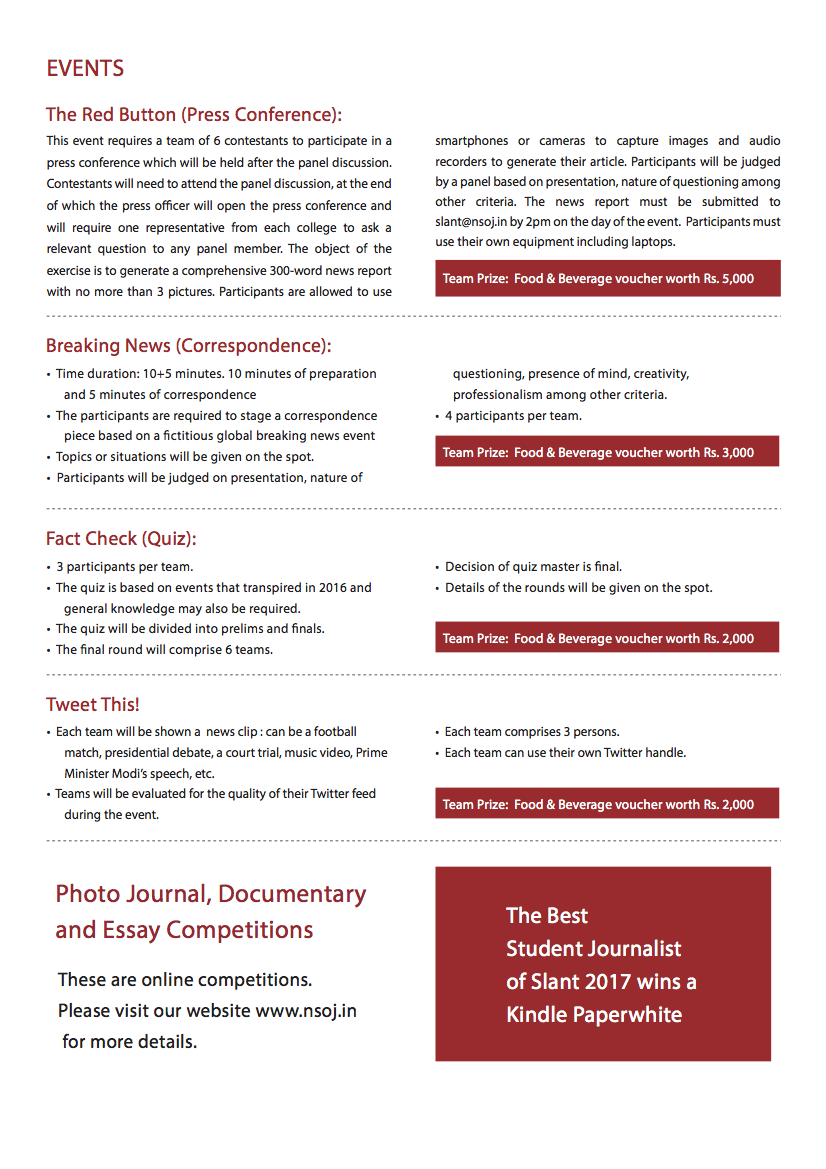 EVENTS
The Red Button (Press Conference):
This event requires a team of 6 contestants to participate in a
press conference which will be held after the panel discussion.
Contestants will need to attend the panel discussion, at the end
of which the press officer will open the press conference and
will require one representative from each college to ask a
relevant question to any panel member. The object of the
exercise is to generate a comprehensive 300-word news report
with no more than 3 pictures. Participants are allowed to use
smartphones or cameras to capture images and audio
recorders to generate their article. Participants will be judged
by a panel based on presentation, nature of questioning among
other criteria. The news report must be submitted to
slant@nsoj.in by 2pm on the day of the event. Participants must
use their own equipment including laptops.
Team Prize: Food & Beverage voucher worth Rs. 5,000
Breaking News (Correspondence):
• Time duration: 10+5 minutes. 10 minutes of preparation
and 5 minutes of correspondence
• The participants are required to stage a correspondence
piece based on a fictitious global breaking news event
• Topics or situations will be given on the spot.
• Participants will be judged on presentation, nature of
questioning, presence of mind, creativity,
professionalism among other criteria.
• 4 participants per team.
Team Prize: Food & Beverage voucher worth Rs. 3,000
Fact Check (Quiz):
• 3 participants per team.
• The quiz is based on events that transpired in 2016 and
general knowledge may also be required.
• The quiz will be divided into prelims and finals.
• The final round will comprise 6 teams.
• Decision of quiz master is final.
• Details of the rounds will be given on the spot.
Team Prize: Food & Beverage voucher worth Rs. 2,000
Tweet This!
• Each team will be shown a news clip : can be a football
match, presidential debate, a court trial, music video, Prime
Minister Modi's speech, etc.
• Teams will be evaluated for the quality of their Twitter feed
during the event.
• Each team comprises 3 persons.
• Each team can use their own Twitter handle.
Team Prize: Food & Beverage voucher worth Rs. 2,000
Photo Journal, Documentary
and Essay Competitions
These are online competitions.
Please visit our website www.nsoj.in
for more details.
The Best
Student Journalist
of Slant 2017 wins a
Kindle Paperwhite